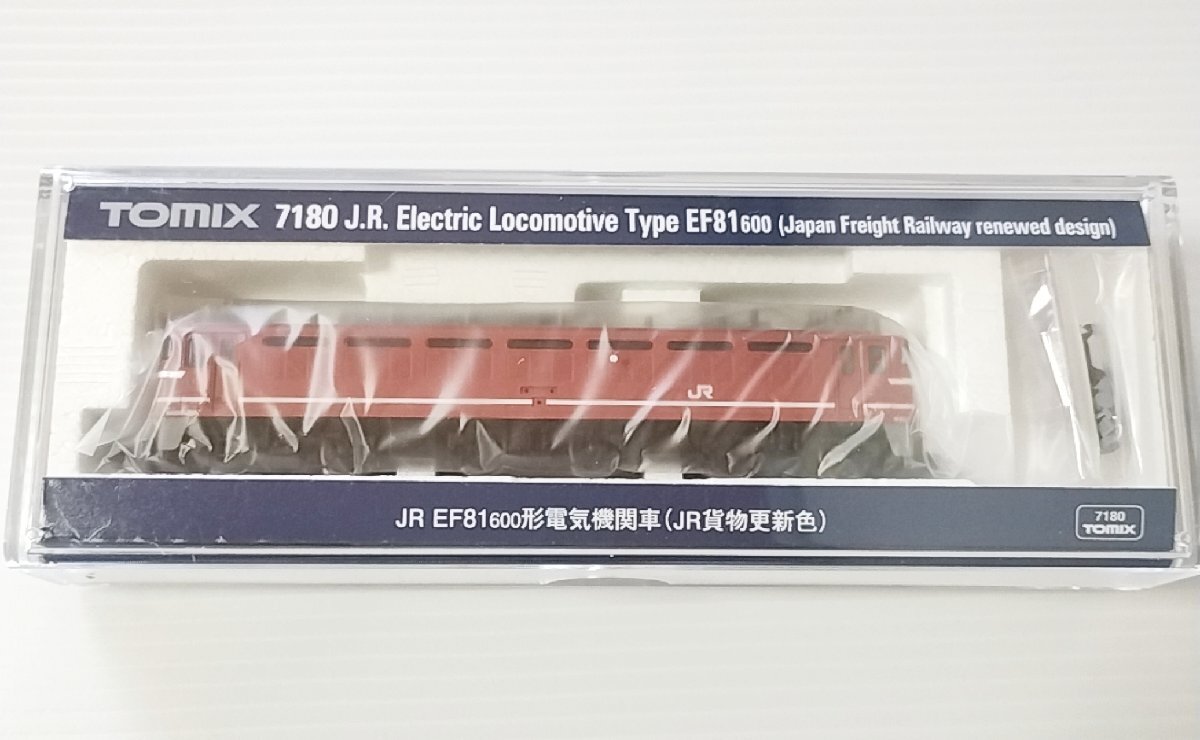 TOMIX 7180 J.R. Electric Locomotive Type EF81600 (Japan Freight Railway renewed design)
JR
JR EF81600形電気機関車(JR貨物更新色)
7180
TOMIX